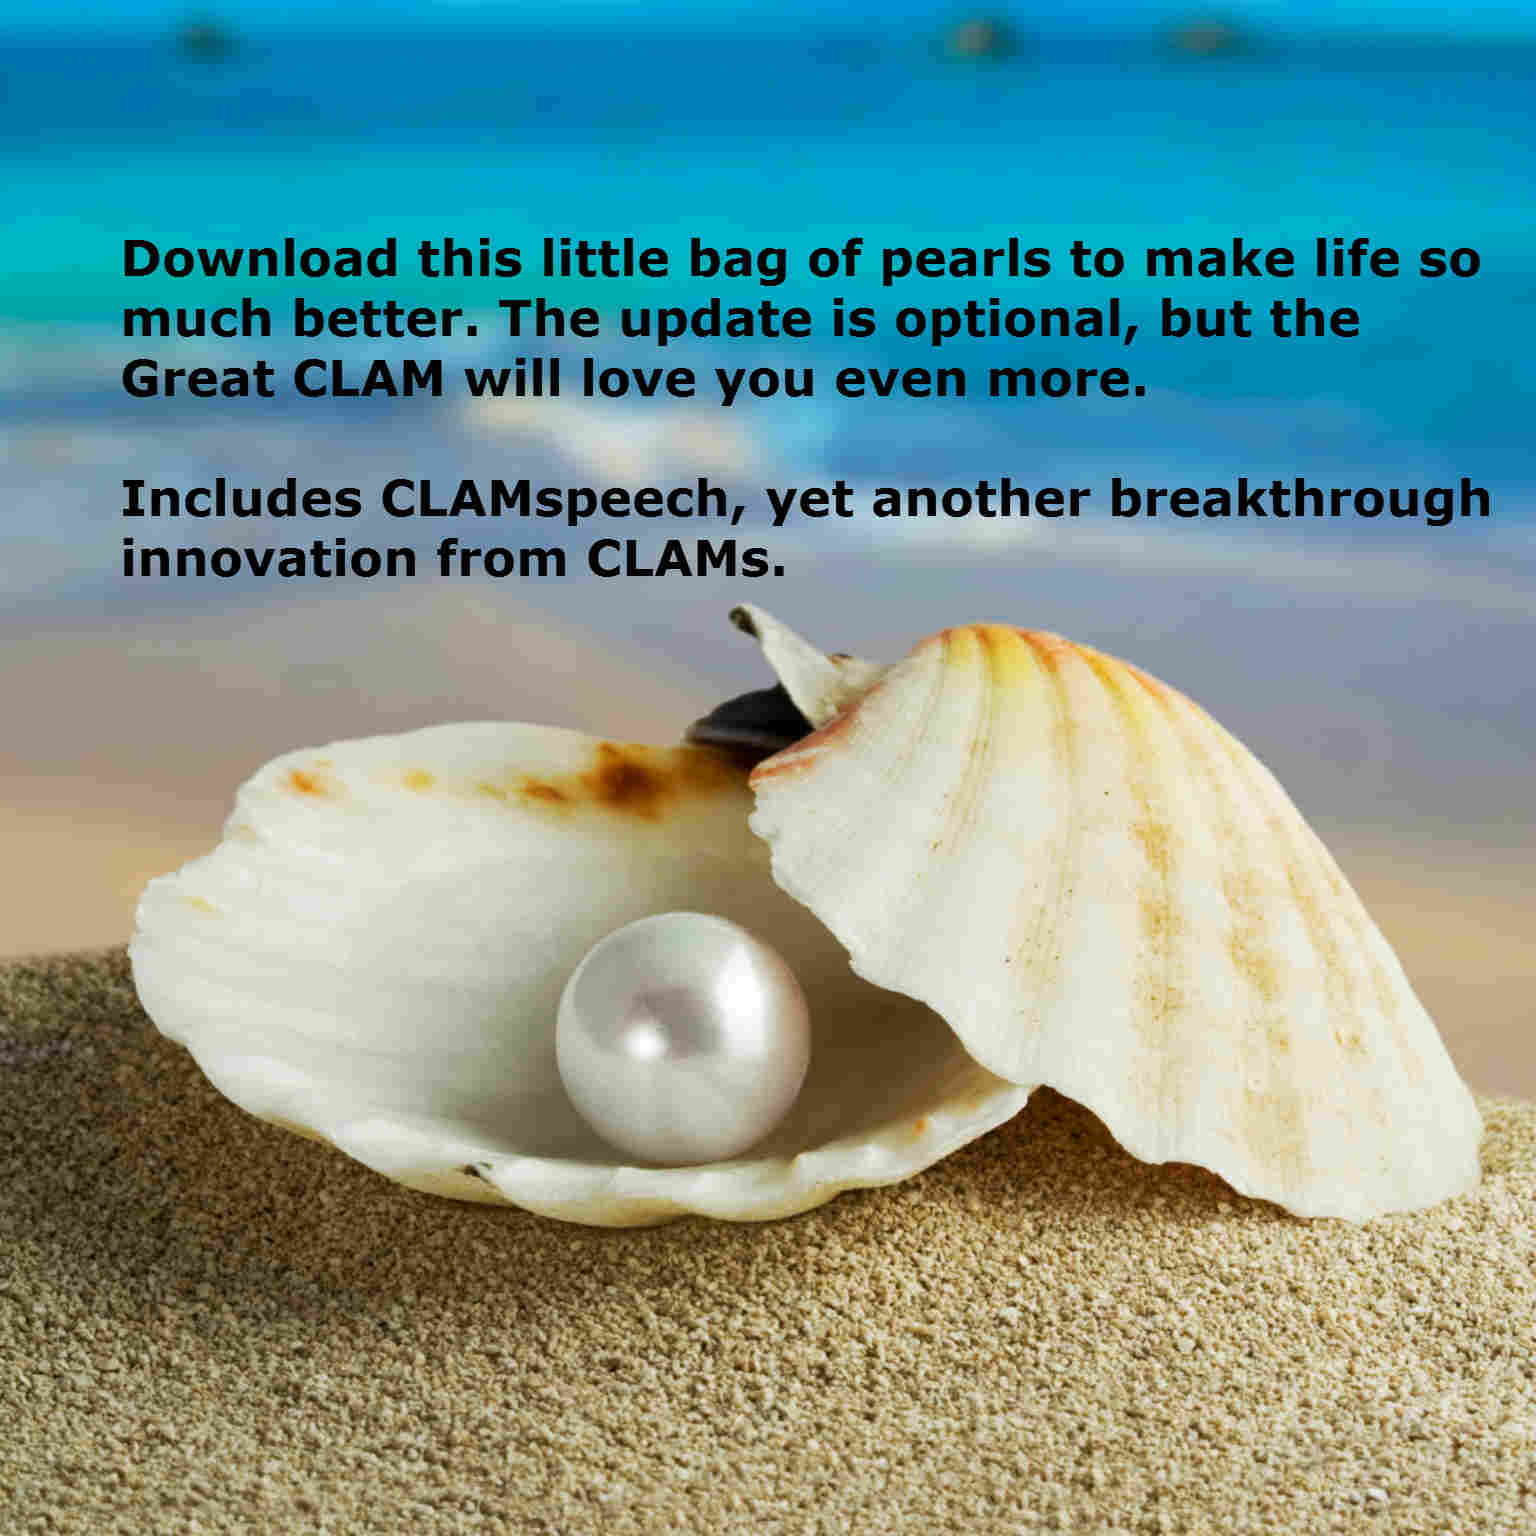 Download this little bag of pearls to make life so
much better. The update is optional, but the
Great CLAM will love you even more.
Includes CLAMspeech, yet another breakthrough
innovation from CLAMs.